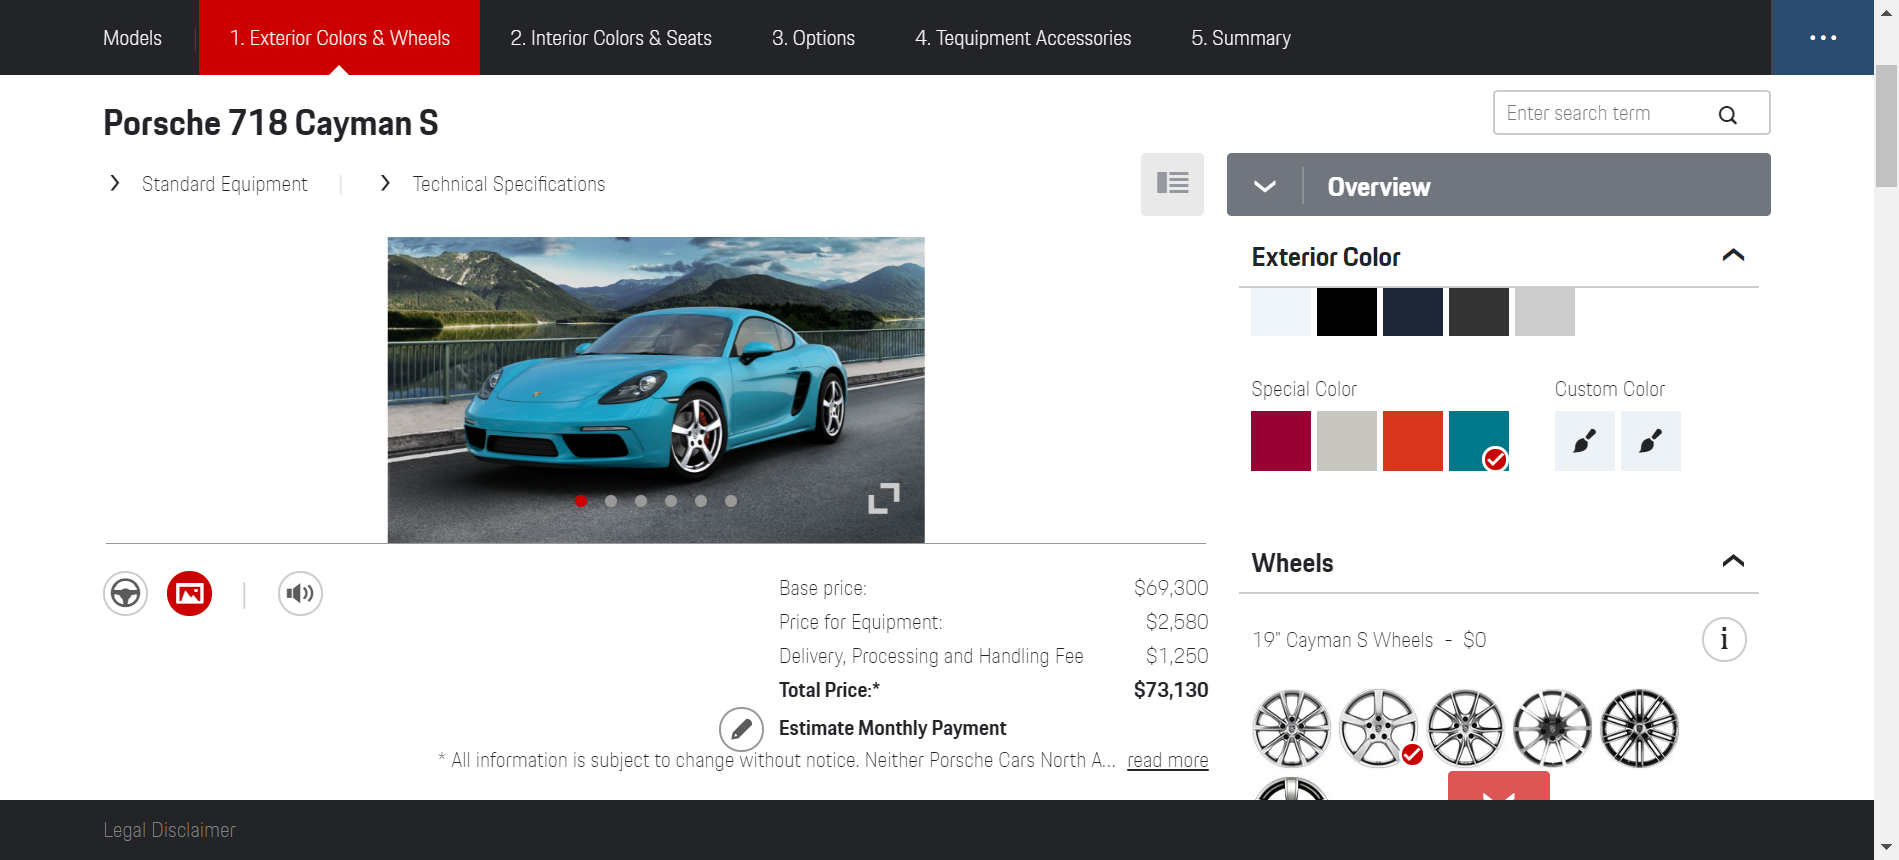 Models
1. Exterior Colors & Wheels
2. Interior Colors & Seats
3. Options
4. Tequipment Accessories
5. Summary
Porsche 718 Cayman S
Enter search term
Standard Equipment
Technical Specifications
Overview
Exterior Color
Special Color
Custom Color
Wheels
19" Cayman S Wheels - $0
i
Base price: $69,300
Price for Equipment: $2,580
Delivery, Processing and Handling Fee $1,250
Total Price:* $73,130
Estimate Monthly Payment
* All information is subject to change without notice. Neither Porsche Cars North A... read more
Legal Disclaimer